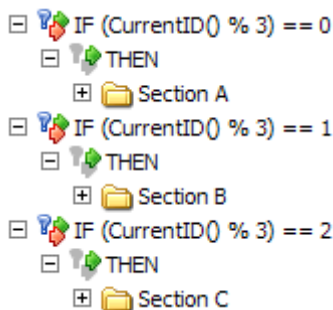 IF (CurrentID() % 3) == 0
THEN
Section A
IF (CurrentID() % 3) == 1
THEN
Section B
IF (CurrentID() % 3) == 2
THEN
Section C